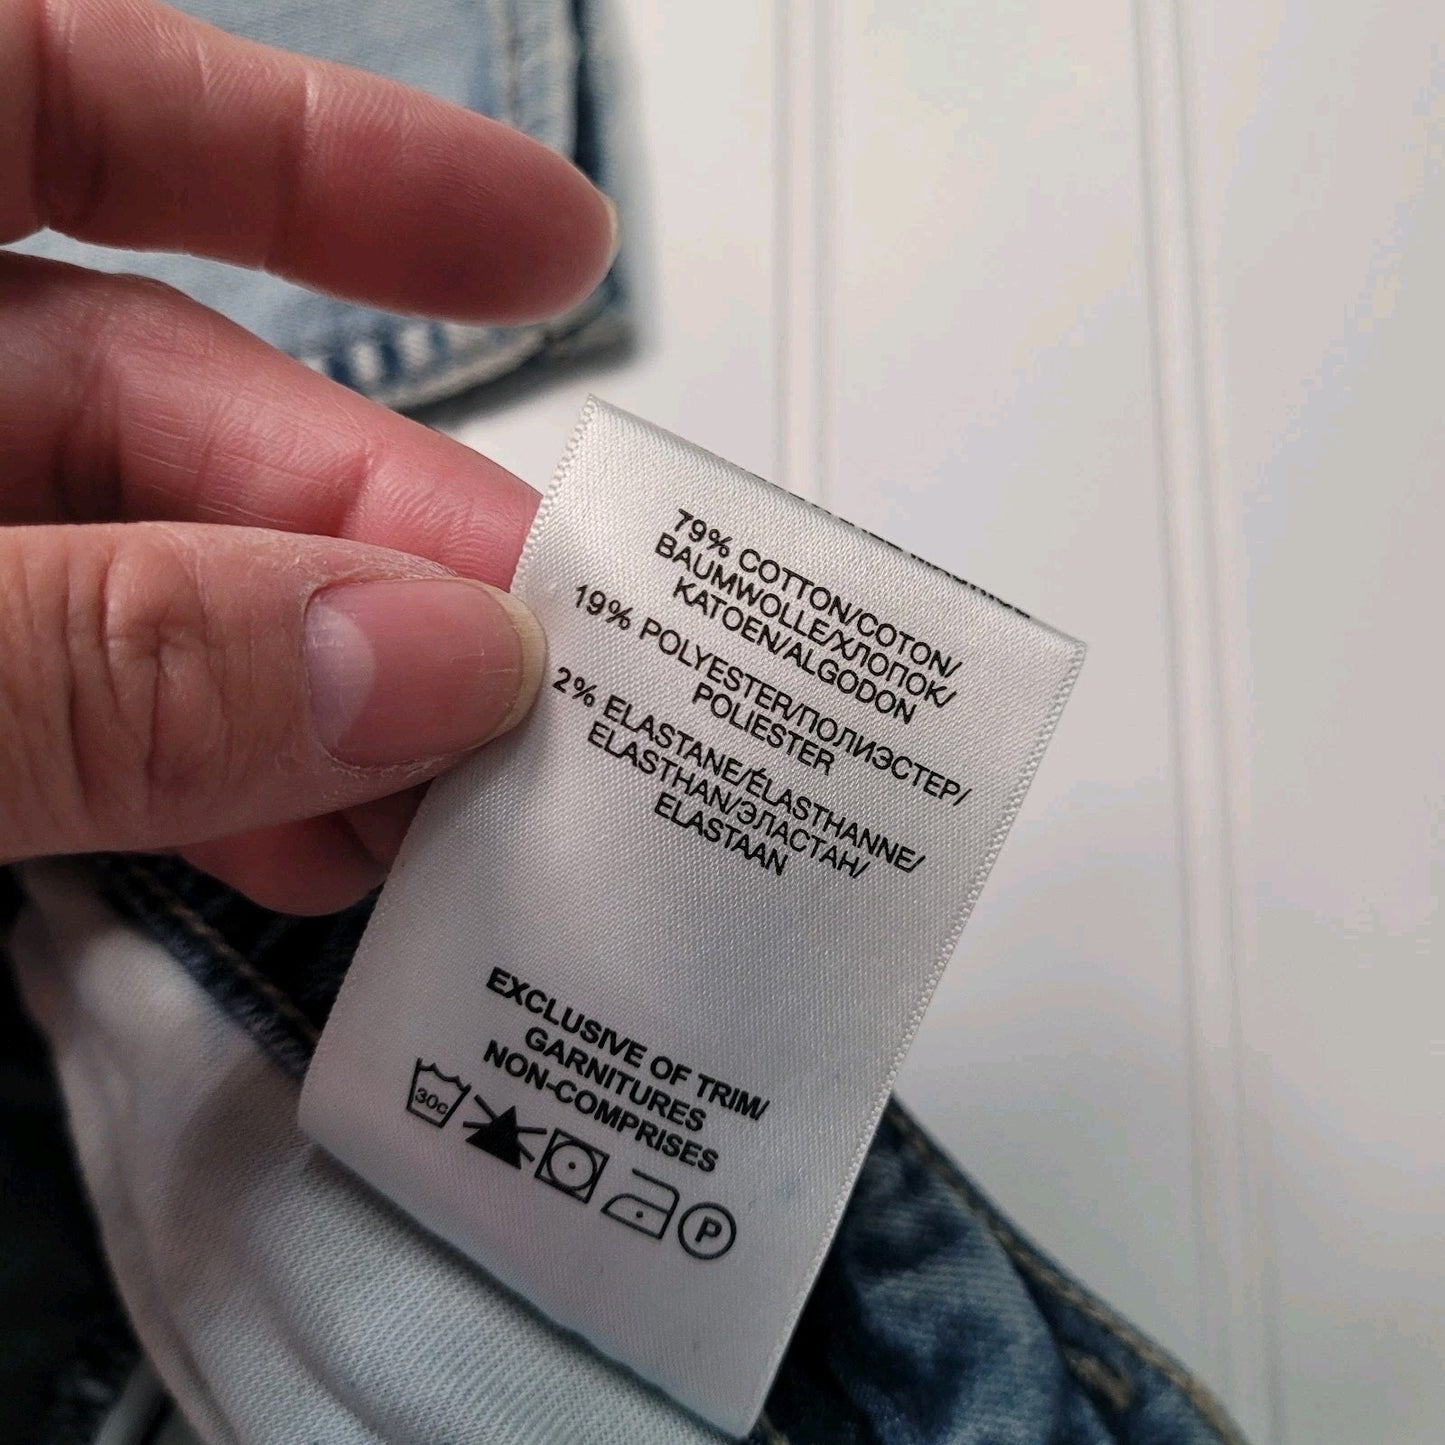 79% COTTON/COTON/
BAUMWOLLE/ХЛОПОК/
KATOEN/ALGODON
19% POLYESTER/ПОЛИЭСТЕР/
POLIESTER
2% ELASTANE/ÉLASTHANNE/
ELASTHAN/ЭЛАСТАН/
ELASTAAN
EXCLUSIVE OF TRIM/
GARNITURES
NON-COMPRISES
30c
P